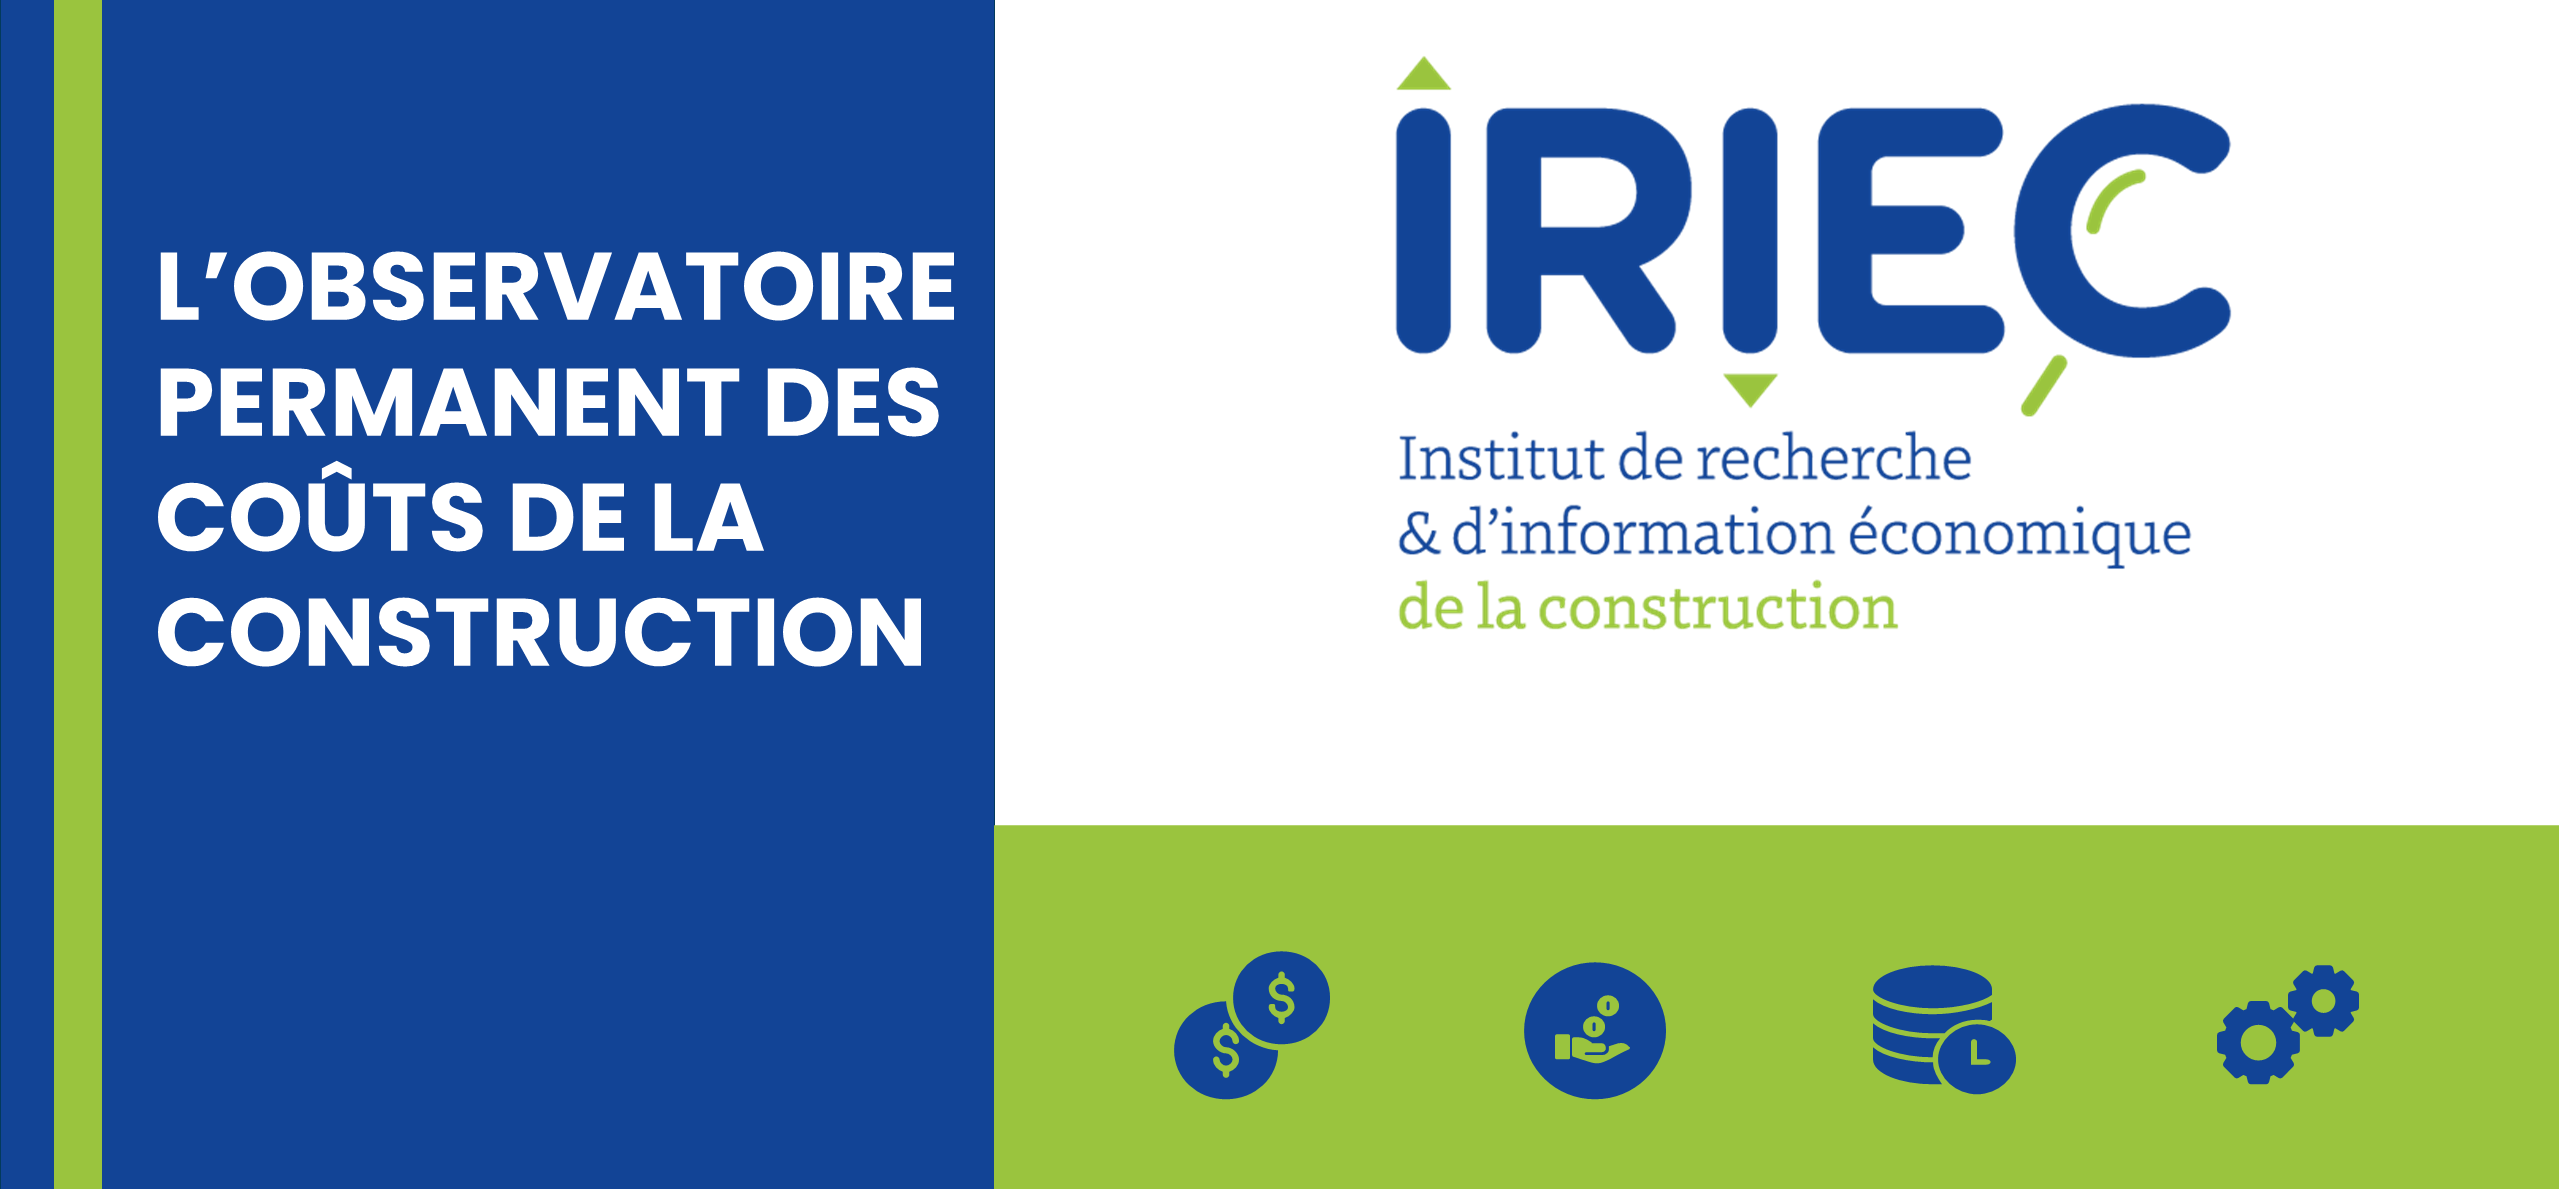 L’OBSERVATOIRE
PERMANENT DES
COÛTS DE LA
CONSTRUCTION
IRIEC
Institut de recherche
& d’information économique
de la construction
$
$